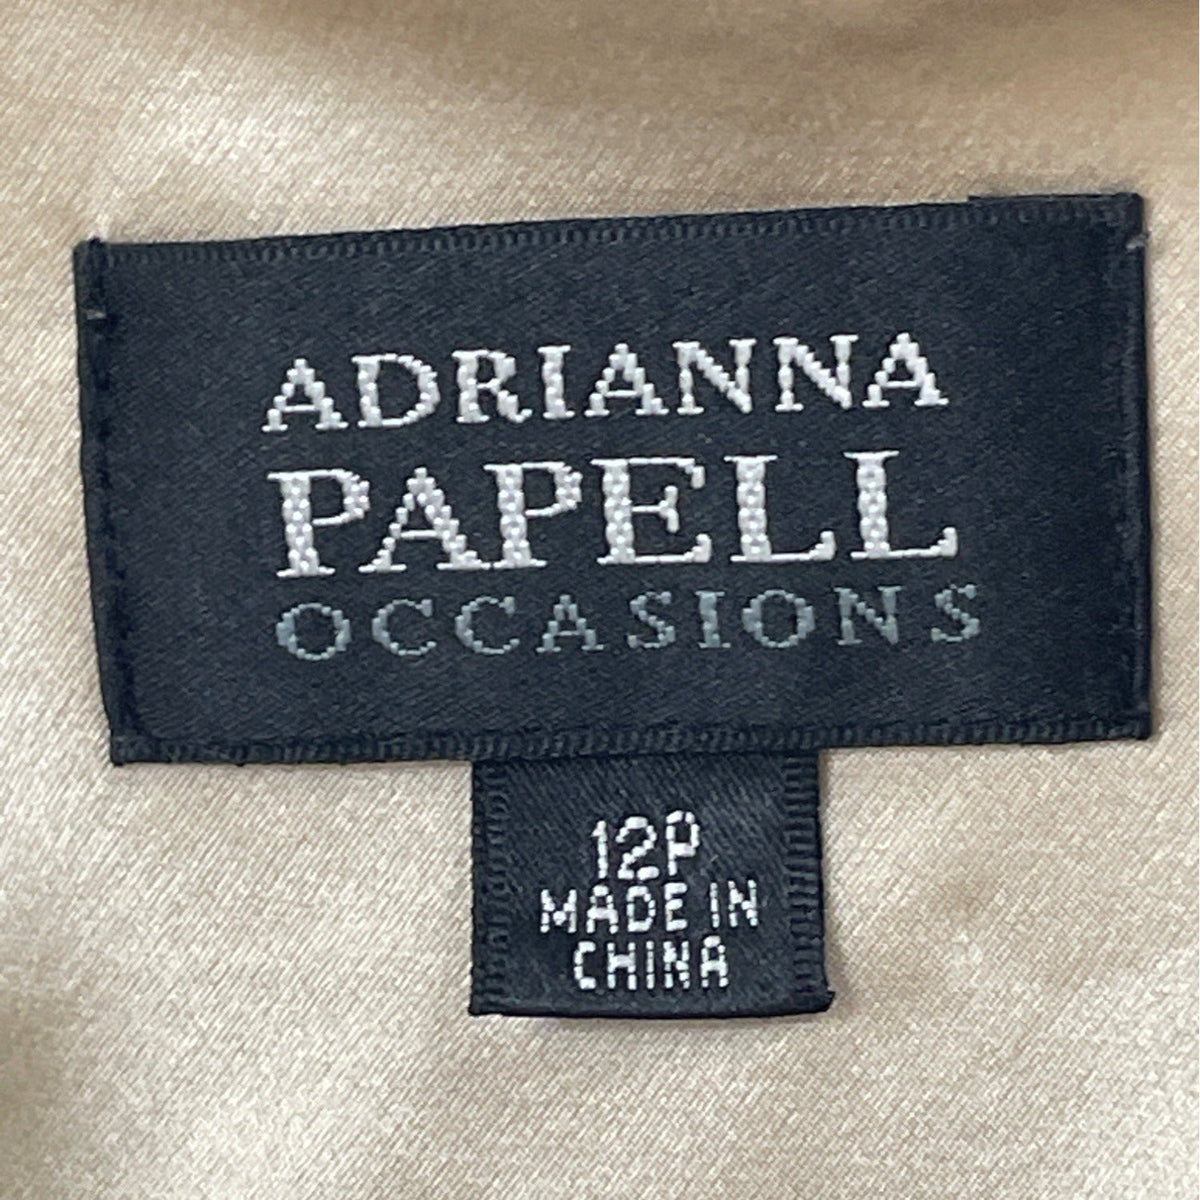 ADRIANNA
PAPELL
OCCASIONS
12P
MADE IN
CHINA